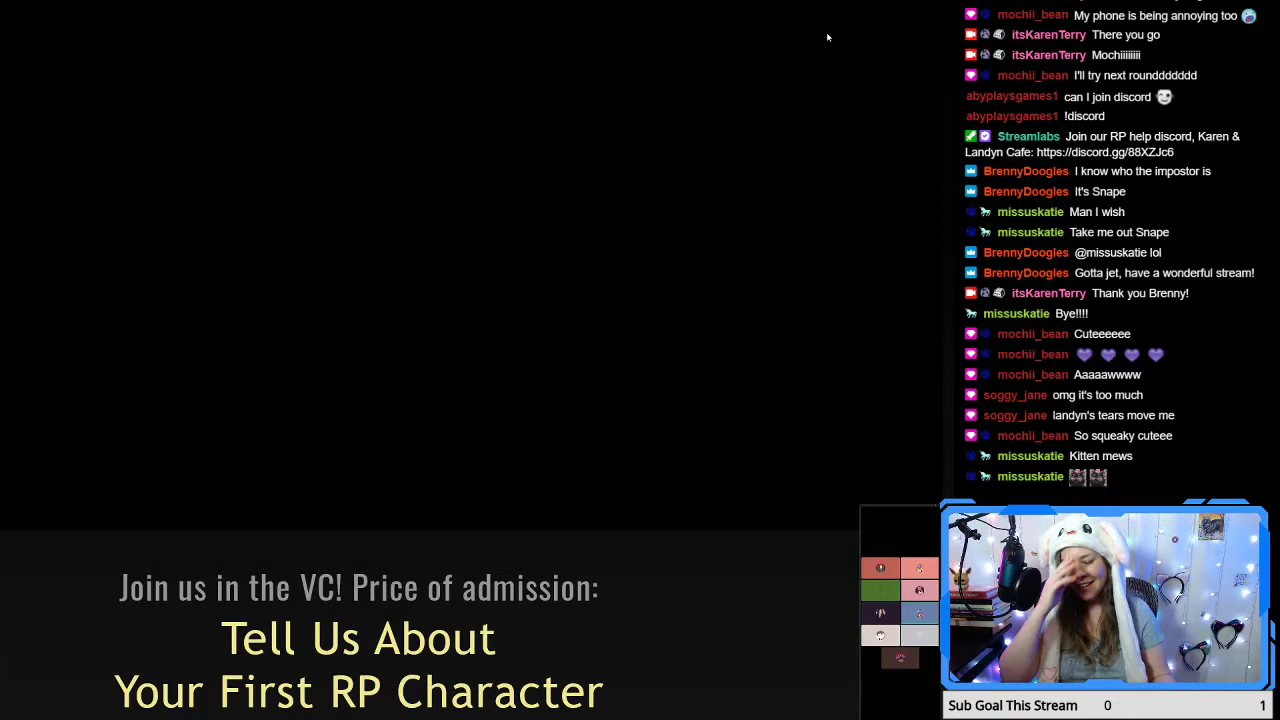 mochii_bean My phone is being annoying too
itsKarenTerry There you go
itsKarenTerry Mochiiiiiii
mochii_bean I'll try next rounddddddd
abyplaysgames1 can I join discord
abyplaysgames1 !discord
Streamlabs Join our RP help discord, Karen &
Landyn Cafe: https://discord.gg/88XZJc6
BrennyDoogles I know who the impostor is
BrennyDoogles It's Snape
missuskatie Man I wish
missuskatie Take me out Snape
BrennyDoogles @missuskatie lol
BrennyDoogles Gotta jet, have a wonderful stream!
itsKarenTerry Thank you Brenny!
missuskatie Bye!!!!
mochii_bean Cuteeeeee
mochii_bean
mochii_bean Aaaaawwww
soggy_jane omg it's too much
soggy_jane landyn's tears move me
mochii_bean So squeaky cuteee
missuskatie Kitten mews
missuskatie
Join us in the VC! Price of admission:
Tell Us About
Your First RP Character
Sub Goal This Stream 0 1